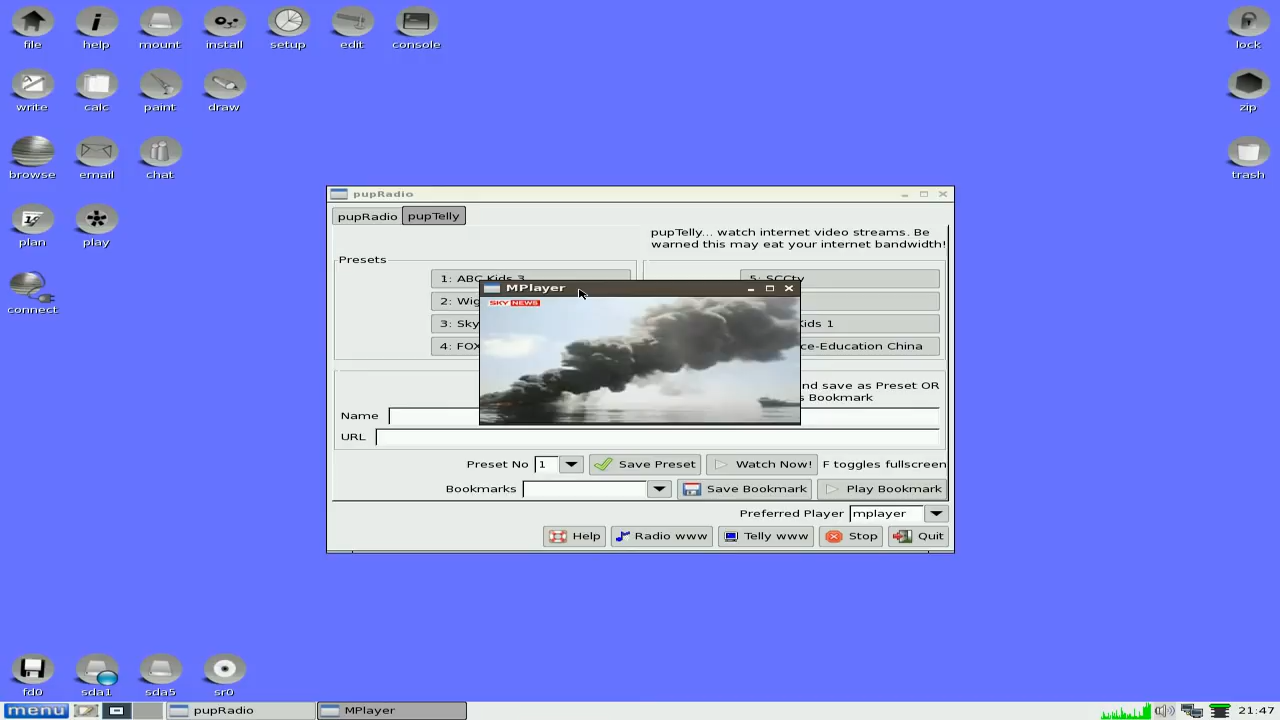 file help mount install setup edit console lock
write calc paint draw zip
browse email chat trash
plan play
connect
pupRadio
pupRadio pupTelly
pupTelly... watch internet video streams. Be
warned this may eat your internet bandwidth!
Presets
1: ABC Kids 3 5: SCCtv
MPlayer
SKY NEWS
2: Wig
3: Sky Kids 1
4: FOX ce-Education China
nd save as Preset OR
s Bookmark
Name
URL
Preset No 1 Save Preset Watch Now! F toggles fullscreen
Bookmarks Save Bookmark Play Bookmark
Preferred Player mplayer
Help Radio www Telly www Stop Quit
fd0 sda1 sda5 sr0
menu pupRadio MPlayer 21:47